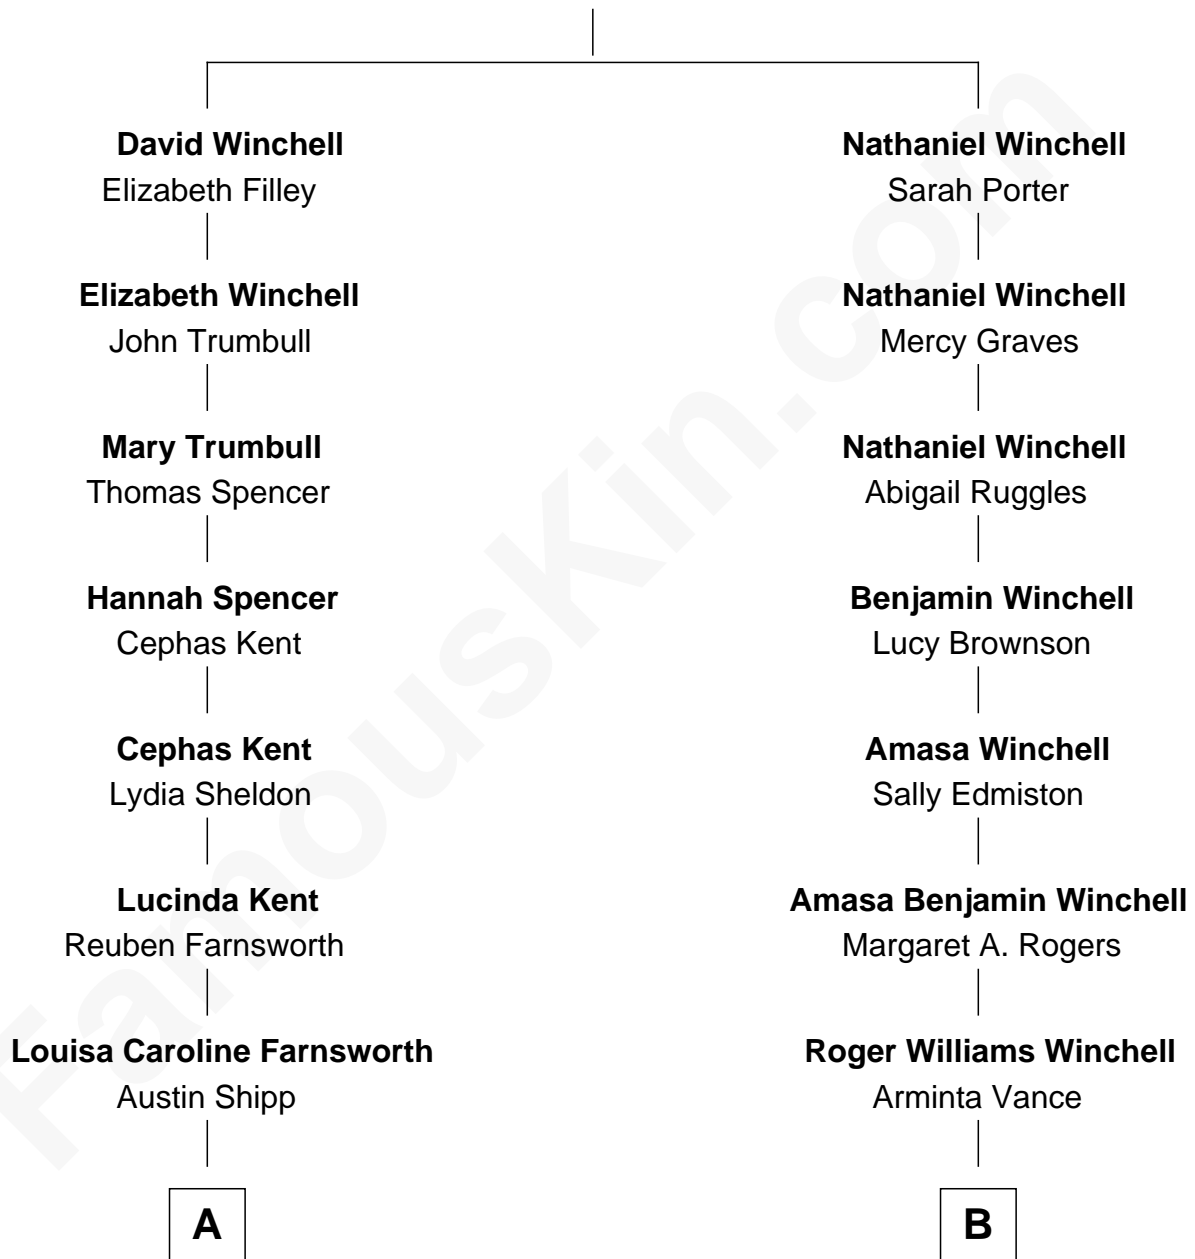 David Winchell
Elizabeth Filley
Elizabeth Winchell
John Trumbull
Mary Trumbull
Thomas Spencer
Hannah Spencer
Cephas Kent
Cephas Kent
Lydia Sheldon
Lucinda Kent
Reuben Farnsworth
Louisa Caroline Farnsworth
Austin Shipp
A
Nathaniel Winchell
Sarah Porter
Nathaniel Winchell
Mercy Graves
Nathaniel Winchell
Abigail Ruggles
Benjamin Winchell
Lucy Brownson
Amasa Winchell
Sally Edmiston
Amasa Benjamin Winchell
Margaret A. Rogers
Roger Williams Winchell
Arminta Vance
B
FamousKin.com